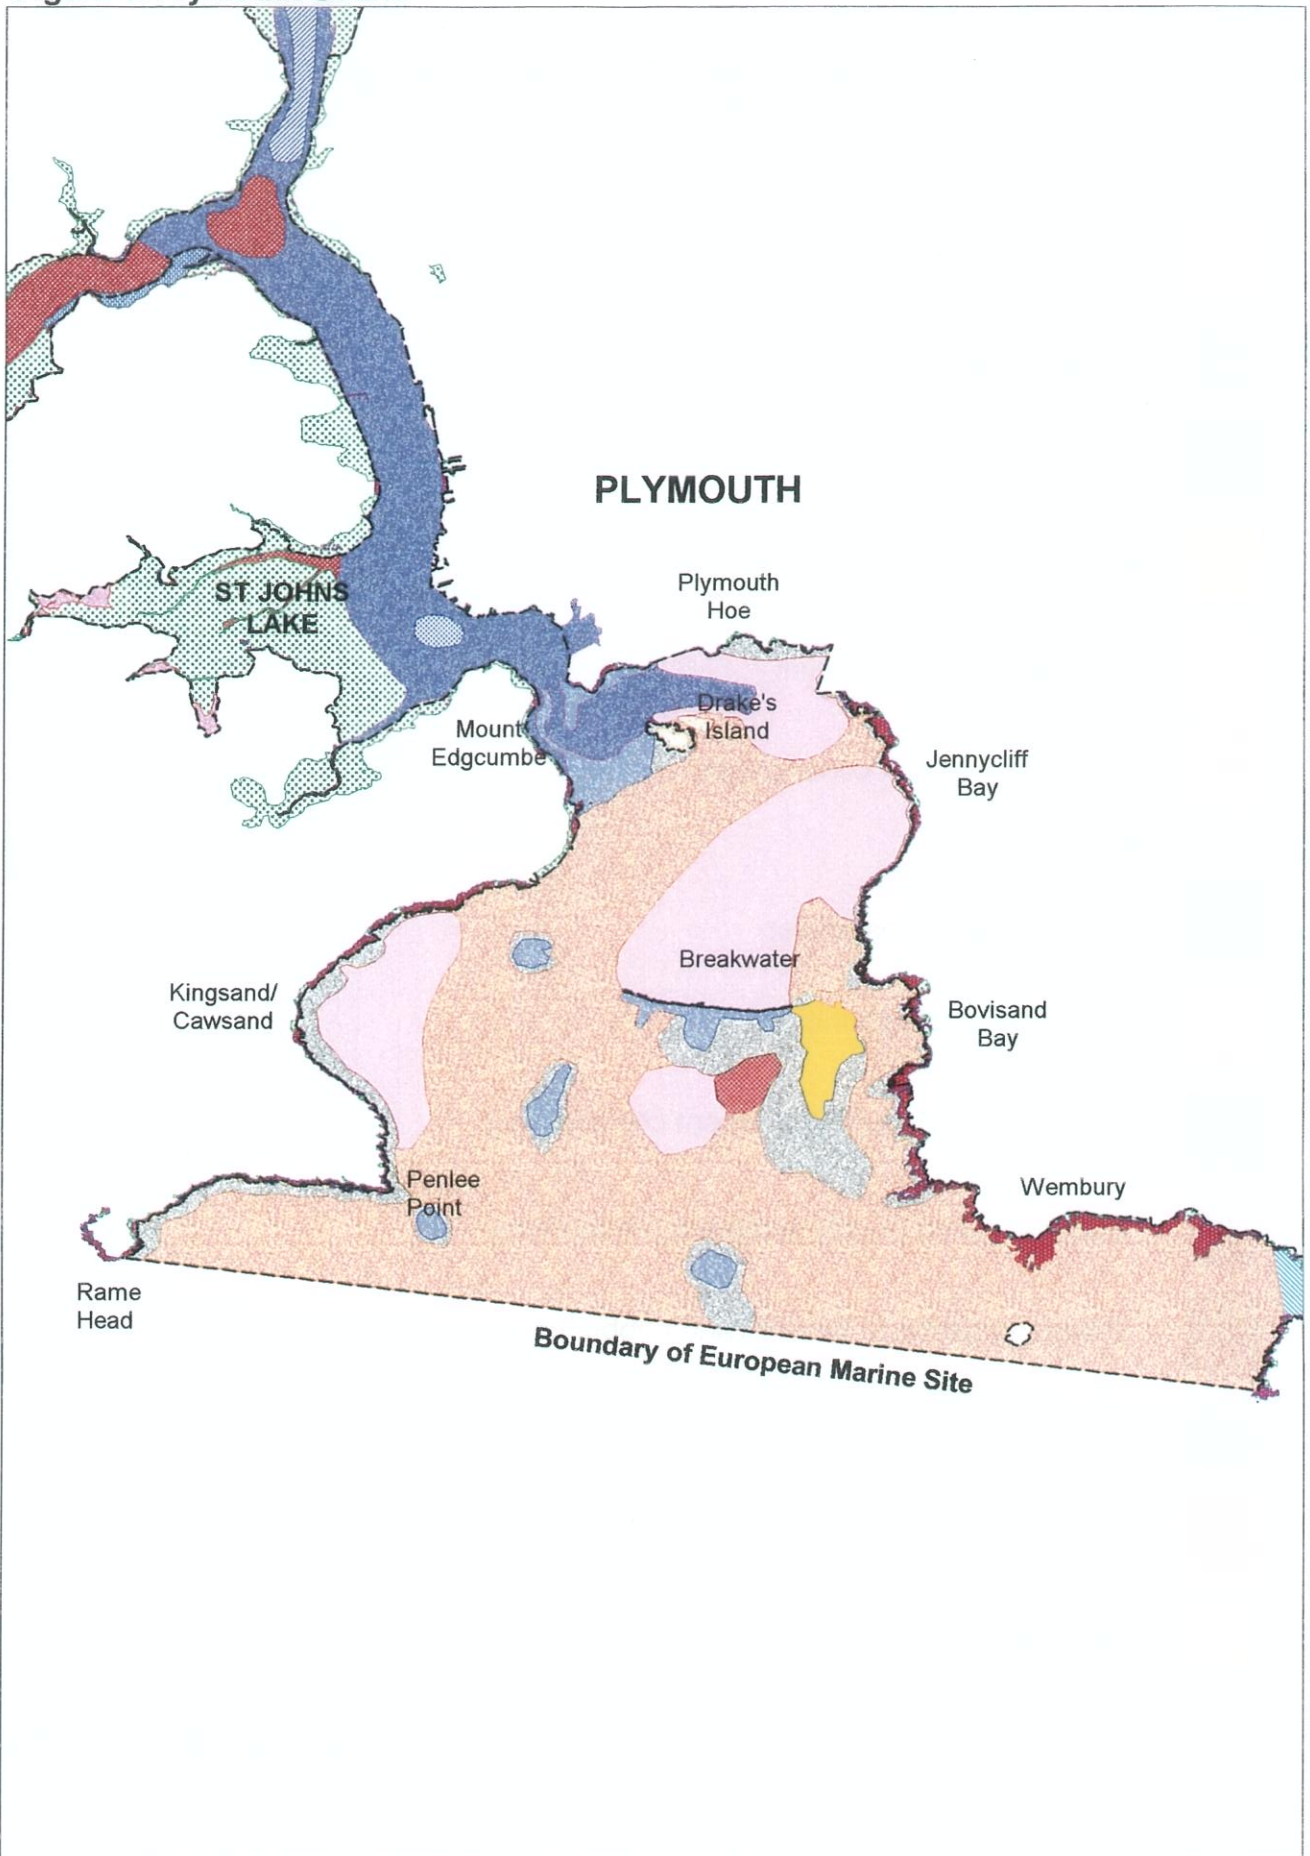 PLYMOUTH
Plymouth
Hoe
ST JOHNS
LAKE
Drake's
Island
Mount
Edgcumbe
Jennycliff
Bay
Breakwater
Kingsand/
Cawsand
Bovisand
Bay
Penlee
Point
Wembury
Rame
Head
Boundary of European Marine Site